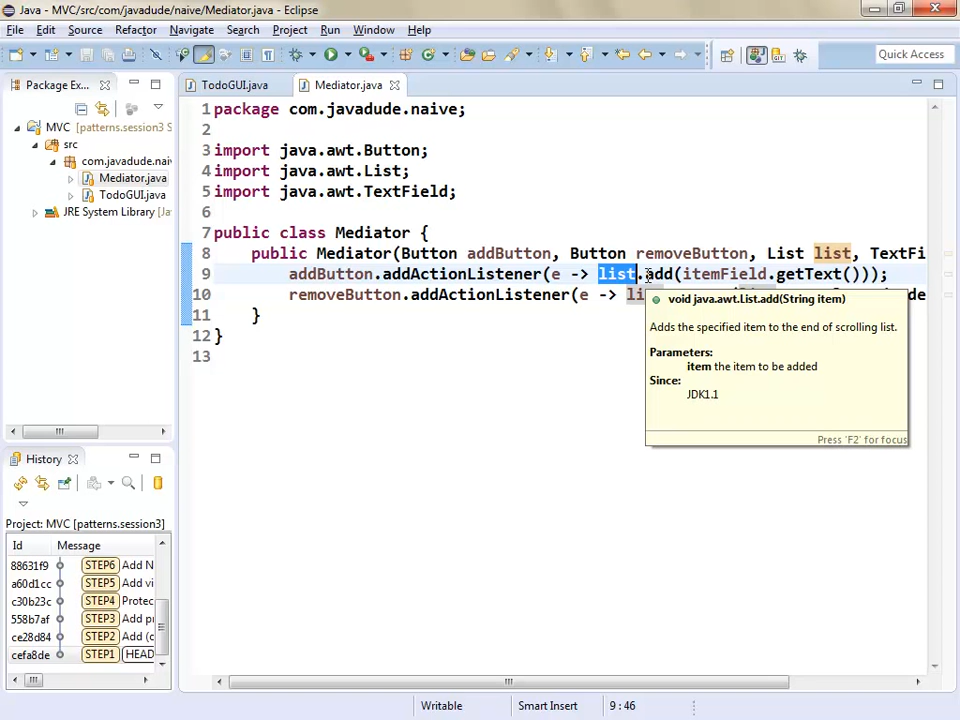 Java - MVC/src/com/javadude/naive/Mediator.java - Eclipse
File Edit Source Refactor Navigate Search Project Run Window Help
Quick Access
Package Ex...
TodoGUI.java
Mediator.java
MVC [patterns.session3]
src
com.javadude.nai
Mediator.java
TodoGUI.java
JRE System Library [
1 package com.javadude.naive;
2
3 import java.awt.Button;
4 import java.awt.List;
5 import java.awt.TextField;
6
7 public class Mediator {
8 public Mediator(Button addButton, Button removeButton, List list, TextFi
9 addButton.addActionListener(e -> list.add(itemField.getText()));
10 removeButton.addActionListener(e -> li de
11 }
12 }
13
void java.awt.List.add(String item)
Adds the specified item to the end of scrolling list.
Parameters:
item the item to be added
Since:
JDK1.1
Press 'F2' for focus
History
Project: MVC [patterns.session3]
Id Message
88631f9 STEP6 Add N
a60d1cc STEP5 Add vi
c30b23c STEP4 Protec
558b7af STEP3 Add pr
ce28d84 STEP2 Add (c
cefa8de STEP1 HEAD
Writable Smart Insert 9 : 46